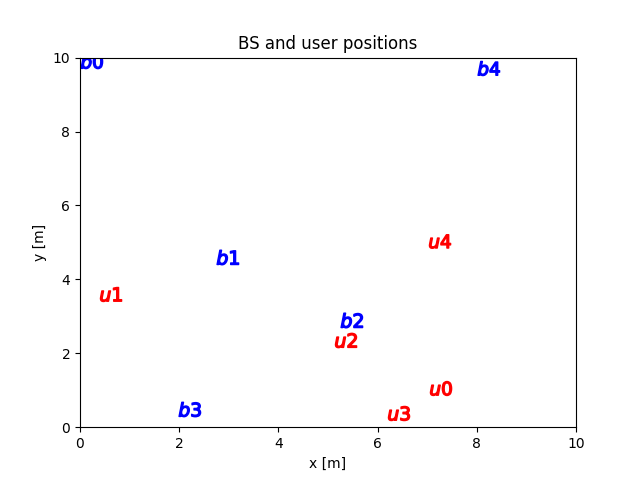 BS and user positions
10
b0
b4
8
6
u4
b1
4
u1
b2
u2
2
u0
b3
u3
0
0 2 4 6 8 10
x [m]
y [m]